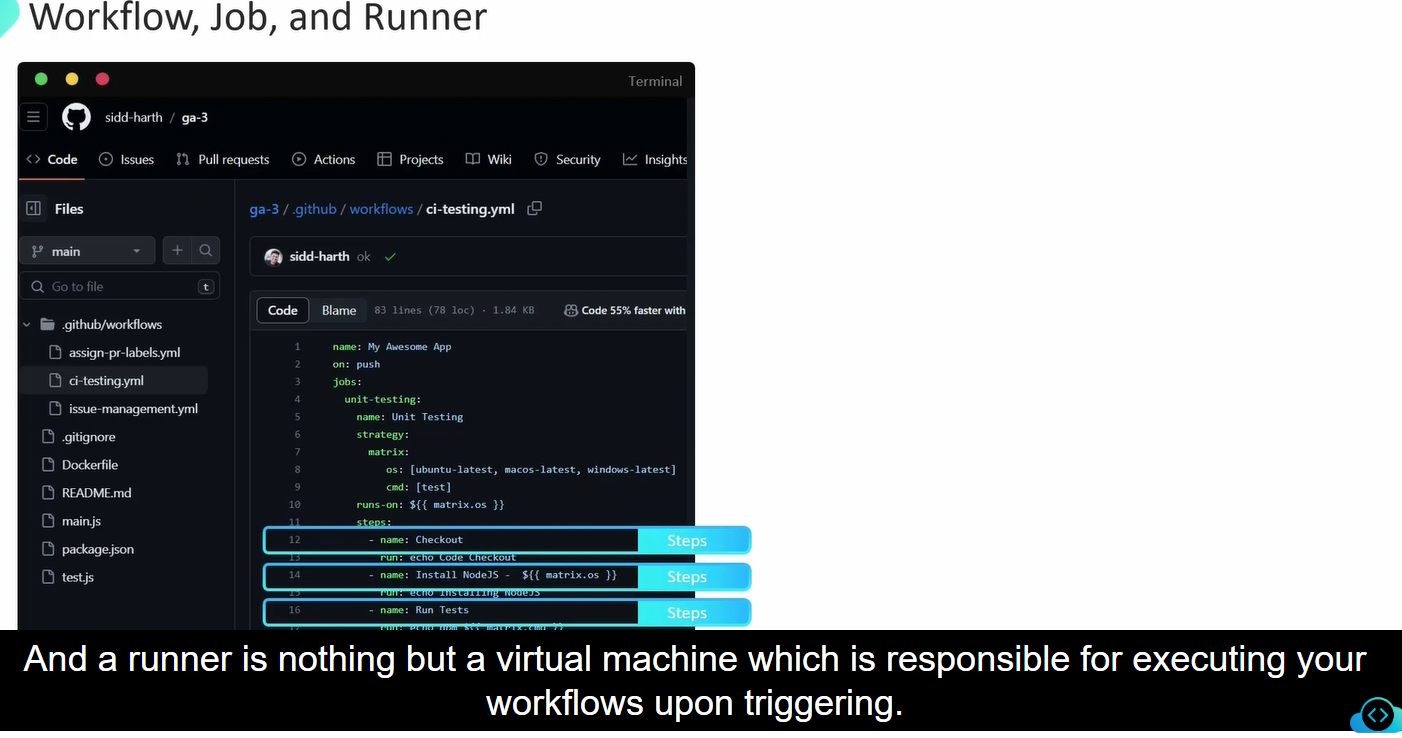 Workflow, Job, and Runner
Terminal
sidd-harth / ga-3
Code Issues Pull requests Actions Projects Wiki Security Insights
Files
ga-3 / .github / workflows / ci-testing.yml
main
sidd-harth ok
Go to file t
Code Blame 83 lines (78 loc) · 1.84 KB Code 55% faster with
.github/workflows
assign-pr-labels.yml
ci-testing.yml
issue-management.yml
.gitignore
Dockerfile
README.md
main.js
package.json
test.js
1 name: My Awesome App
2 on: push
3 jobs:
4 unit-testing:
5 name: Unit Testing
6 strategy:
7 matrix:
8 os: [ubuntu-latest, macos-latest, windows-latest]
9 cmd: [test]
10 runs-on: ${{ matrix.os }}
11 steps:
12 - name: Checkout Steps
13 run: echo Code Checkout
14 - name: Install NodeJS - ${{ matrix.os }} Steps
15 run: echo Installing NodeJS
16 - name: Run Tests Steps
17 run: echo npm ${{ matrix.cmd }}
And a runner is nothing but a virtual machine which is responsible for executing your
workflows upon triggering.